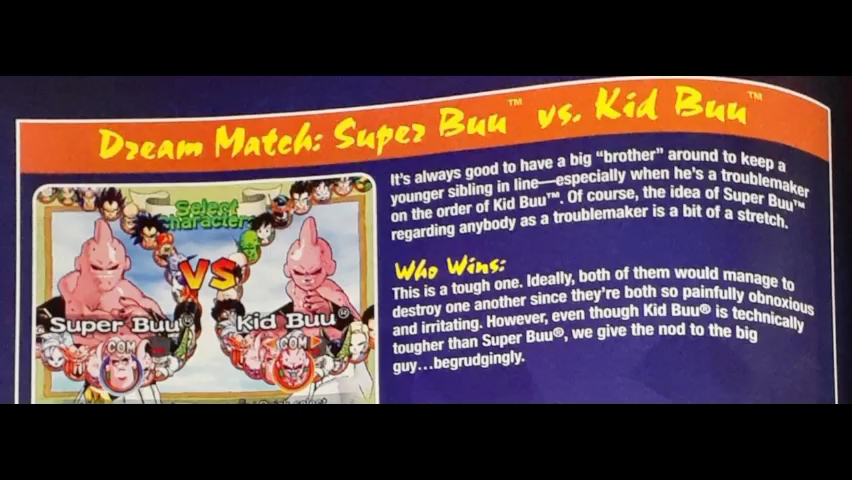 Dream Match: Super Buu™ vs. Kid Buu™
It's always good to have a big “brother” around to keep a
younger sibling in line—especially when he's a troublemaker
on the order of Kid Buu™. Of course, the idea of Super Buu™
regarding anybody as a troublemaker is a bit of a stretch.
Select
character
VS
Super Buu®
Kid Buu®
COM
COM
Who Wins:
This is a tough one. Ideally, both of them would manage to
destroy one another since they're both so painfully obnoxious
and irritating. However, even though Kid Buu® is technically
tougher than Super Buu®, we give the nod to the big
guy...begrudgingly.